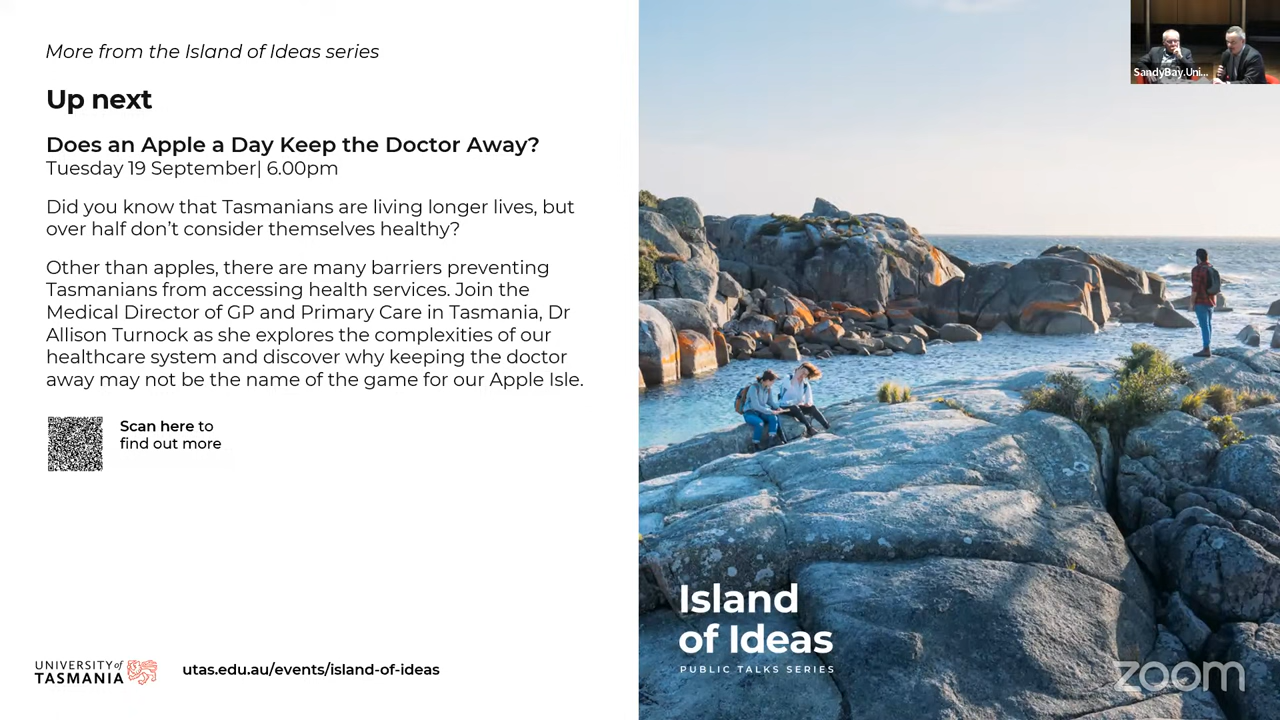 More from the Island of Ideas series
Up next
Does an Apple a Day Keep the Doctor Away?
Tuesday 19 September| 6.00pm
Did you know that Tasmanians are living longer lives, but
over half don’t consider themselves healthy?
Other than apples, there are many barriers preventing
Tasmanians from accessing health services. Join the
Medical Director of GP and Primary Care in Tasmania, Dr
Allison Turnock as she explores the complexities of our
healthcare system and discover why keeping the doctor
away may not be the name of the game for our Apple Isle.
Scan here to
find out more
UNIVERSITY of
TASMANIA
utas.edu.au/events/island-of-ideas
SandyBay.Uni...
Island
of Ideas
PUBLIC TALKS SERIES
zoom